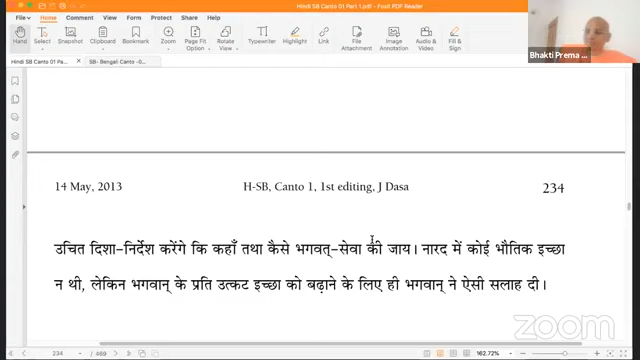 Hindi SB Canto 01 Part 1.pdf - Foxit PDF Reader
File Home Comment View Form Arrange Share Help
Hand Select Snapshot Clipboard Bookmark Zoom Page Fit Option Rotate Typewriter Highlight Link File Attachment Image Annotation Audio & Video Fill & Sign
Hindi SB Canto 01 Pa... SB- Bengali Canto -0...
Bhakti Prema ...
14 May, 2013 H-SB, Canto 1, 1st editing, J Dasa 234
उचित दिशा-निर्देश करेंगे कि कहाँ तथा कैसे भगवत्-सेवा की जाय। नारद में कोई भौतिक इच्छा
न थी, लेकिन भगवान् के प्रति उत्कट इच्छा को बढ़ाने के लिए ही भगवान् ने ऐसी सलाह दी।
zoom
234 / 489 162.72%